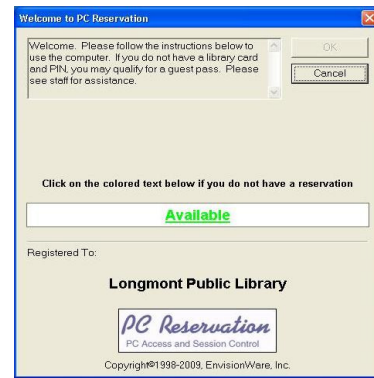 Welcome to PC Reservation
Welcome. Please follow the instructions below to
use the computer. If you do not have a library card
and PIN, you may qualify for a guest pass. Please
see staff for assistance.
OK
Cancel
Click on the colored text below if you do not have a reservation
Available
Registered To:
Longmont Public Library
PC Reservation
PC Access and Session Control
Copyright©1998-2009, EnvisionWare, Inc.